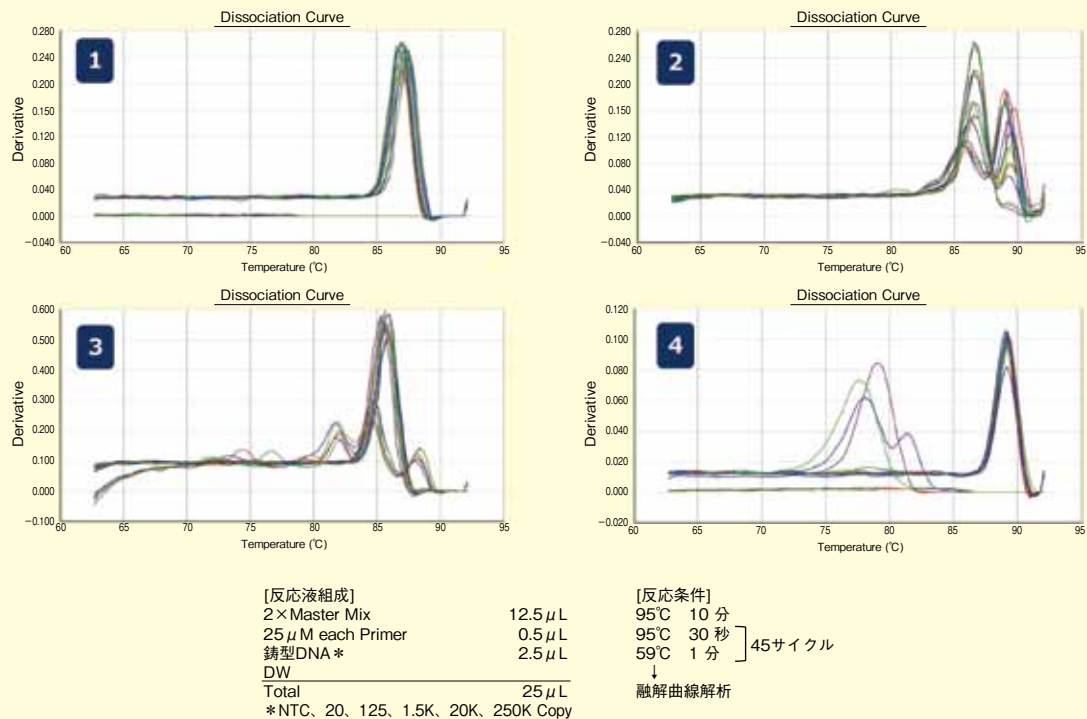 Dissociation Curve
1
Derivative
0.280
0.240
0.200
0.160
0.120
0.080
0.040
0.000
−0.040
60 65 70 75 80 85 90 95
Temperature (℃)
Dissociation Curve
2
Derivative
0.280
0.240
0.200
0.150
0.120
0.080
0.040
0.000
−0.040
60 65 70 75 80 85 90 95
Temperature (℃)
Dissociation Curve
3
Derivative
0.600
0.500
0.400
0.300
0.200
0.100
0.000
−0.100
60 65 70 75 80 85 90 95
Temperature (℃)
Dissociation Curve
4
Derivative
0.120
0.100
0.080
0.060
0.040
0.020
0.000
−0.020
60 65 70 75 80 85 90 95
Temperature (℃)
[反応液組成]
2×Master Mix 12.5μL
25μM each Primer 0.5μL
鋳型DNA＊ 2.5μL
DW
Total 25μL
＊NTC、20、125、1.5K、20K、250K Copy
[反応条件]
95℃ 10 分
95℃ 30 秒
59℃ 1 分
45サイクル
↓
融解曲線解析